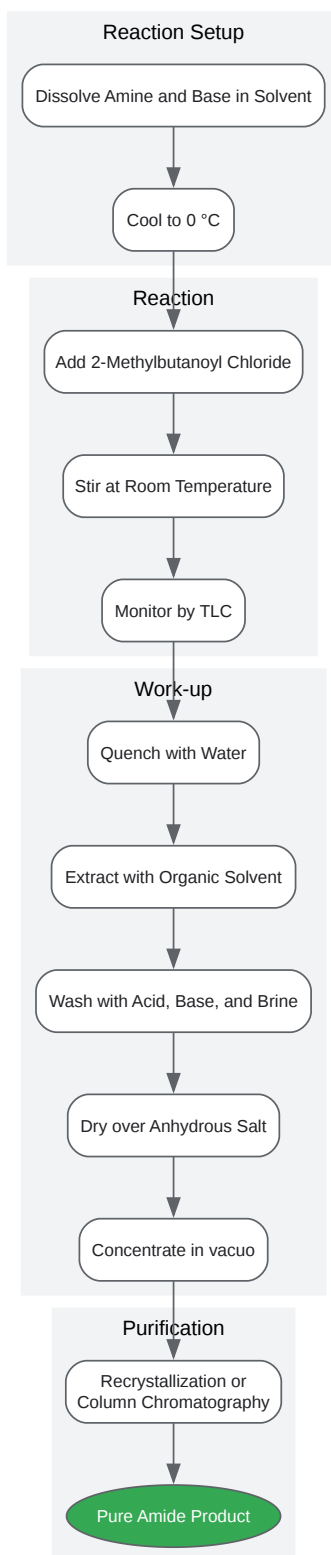 Reaction Setup
Dissolve Amine and Base in Solvent
Cool to 0 °C
Reaction
Add 2-Methylbutanoyl Chloride
Stir at Room Temperature
Monitor by TLC
Work-up
Quench with Water
Extract with Organic Solvent
Wash with Acid, Base, and Brine
Dry over Anhydrous Salt
Concentrate in vacuo
Purification
Recrystallization or
Column Chromatography
Pure Amide Product